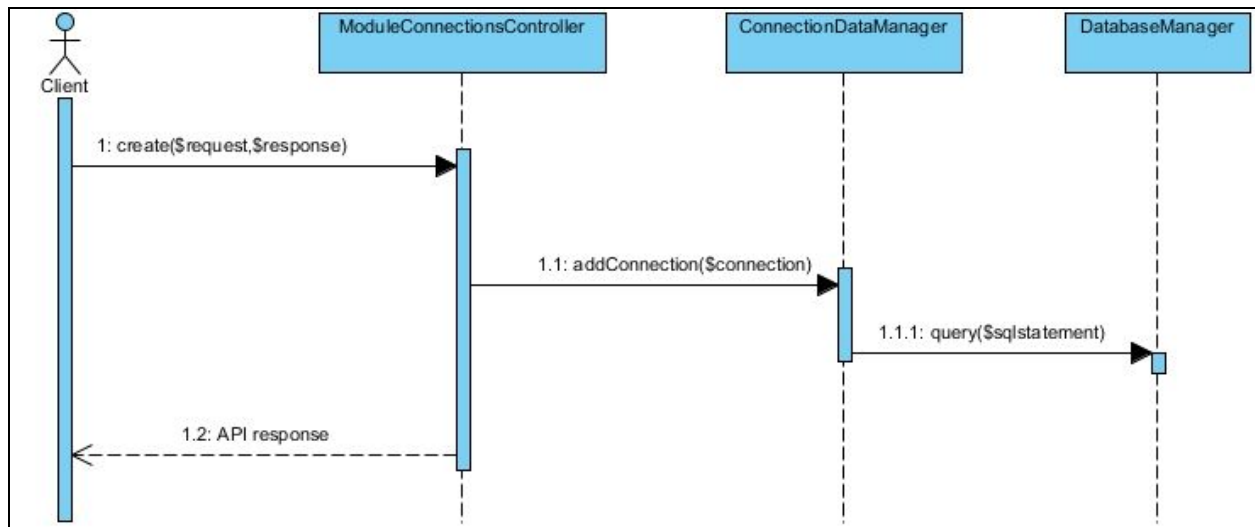 ModuleConnectionsController
ConnectionDataManager
DatabaseManager
Client
1: create($request,$response)
1.1: addConnection($connection)
1.1.1: query($sqlstatement)
1.2: API response